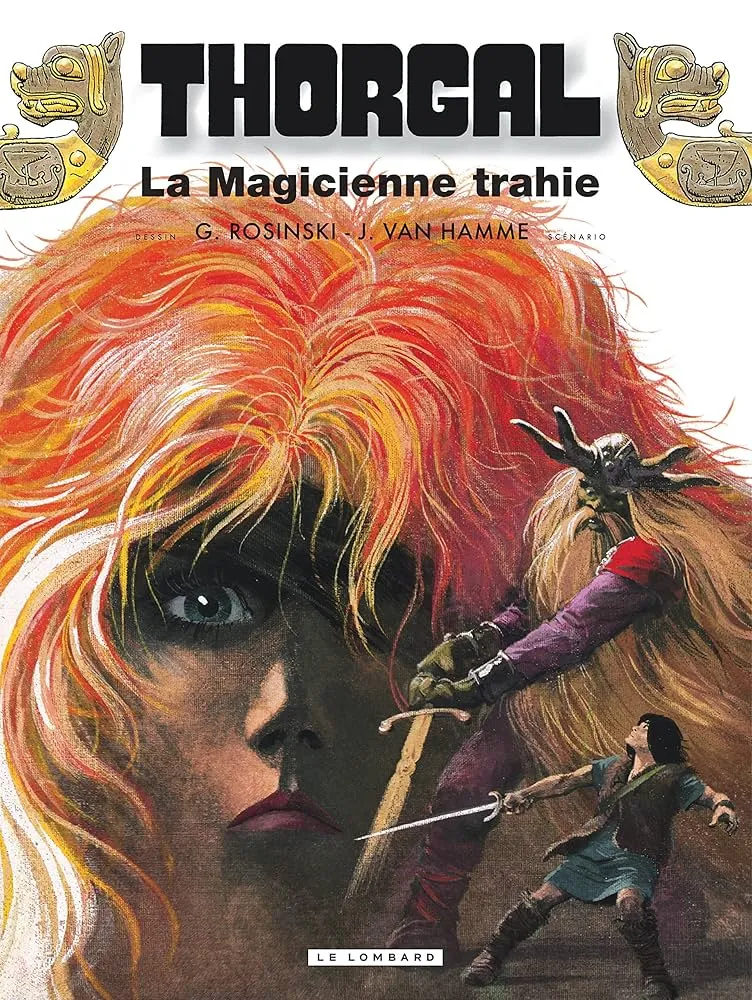 THORGAL
La Magicienne trahie
DESSIN G. ROSINSKI - J. VAN HAMME SCÉNARIO
LE LOMBARD